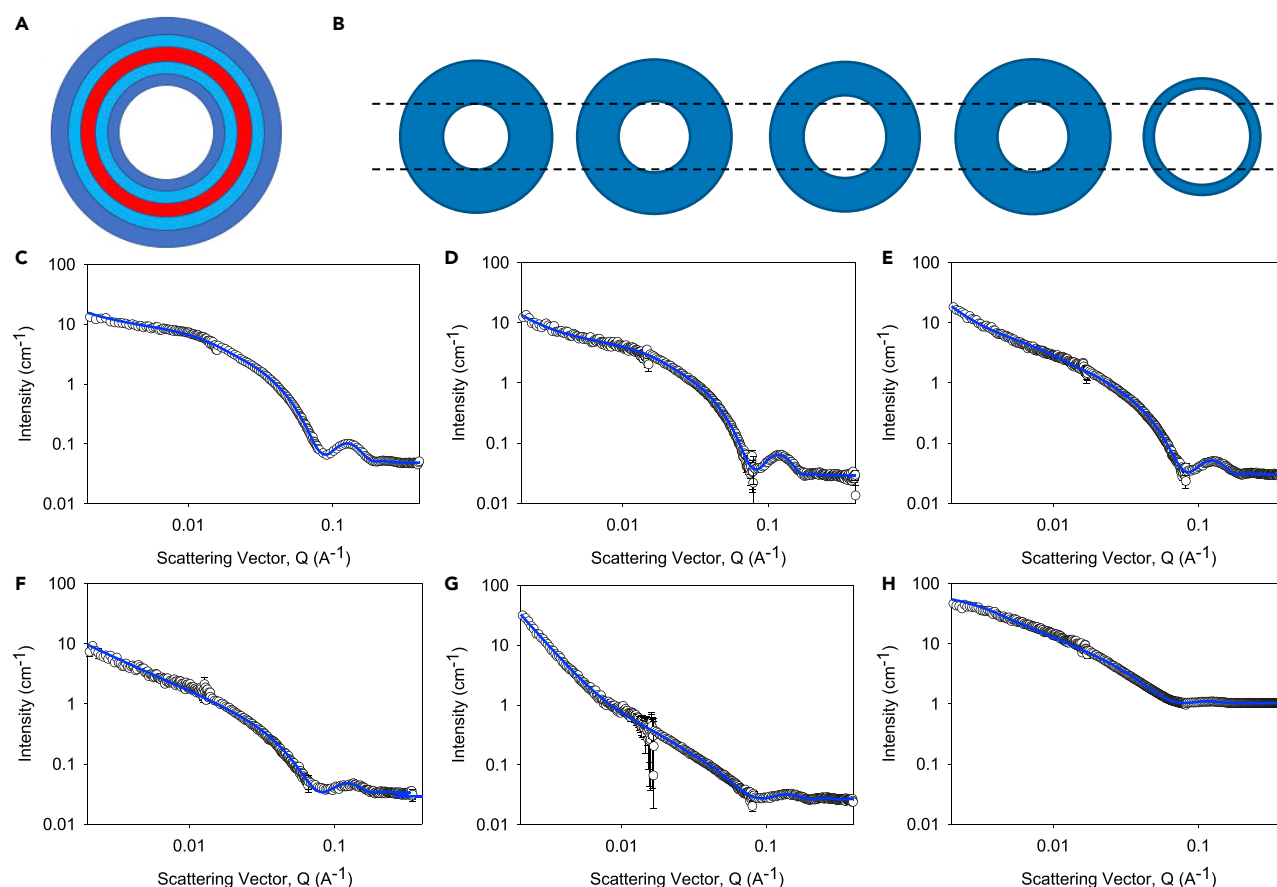 A
B
C
100
10
1
0.1
0.01
Intensity (cm-1)
0.01
0.1
Scattering Vector, Q (A-1)
D
100
10
1
0.1
0.01
Intensity (cm-1)
0.01
0.1
Scattering Vector, Q (A-1)
E
100
10
1
0.1
0.01
Intensity (cm-1)
0.01
0.1
Scattering Vector, Q (A-1)
F
100
10
1
0.1
0.01
Intensity (cm-1)
0.01
0.1
Scattering Vector, Q (A-1)
G
100
10
1
0.1
0.01
Intensity (cm-1)
0.01
0.1
Scattering Vector, Q (A-1)
H
100
10
1
0.1
0.01
Intensity (cm-1)
0.01
0.1
Scattering Vector, Q (A-1)